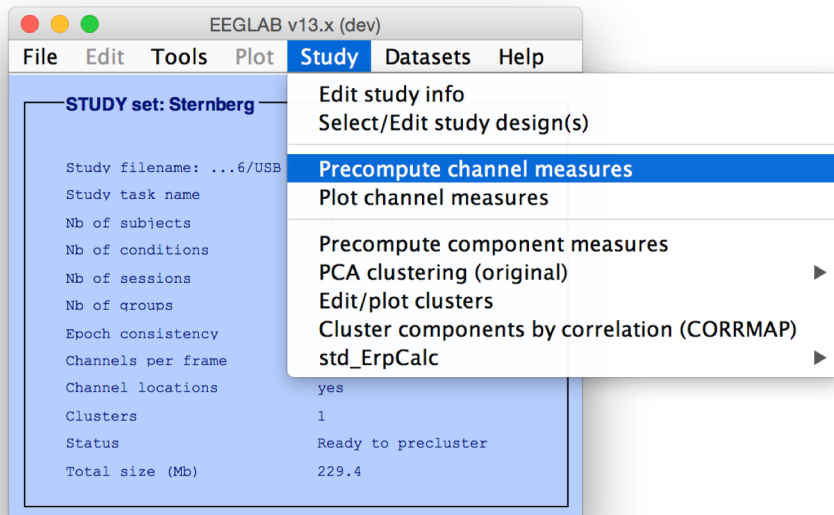 EEGLAB v13.x (dev)
File Edit Tools Plot Study Datasets Help
Edit study info
Select/Edit study design(s)
Precompute channel measures
Plot channel measures
Precompute component measures
PCA clustering (original)
Edit/plot clusters
Cluster components by correlation (CORRMAP)
std_ErpCalc
STUDY set: Sternberg
Study filename: ...6/USB
Study task name
Nb of subjects
Nb of conditions
Nb of sessions
Nb of groups
Epoch consistency
Channels per frame
Channel locations yes
Clusters 1
Status Ready to precluster
Total size (Mb) 229.4